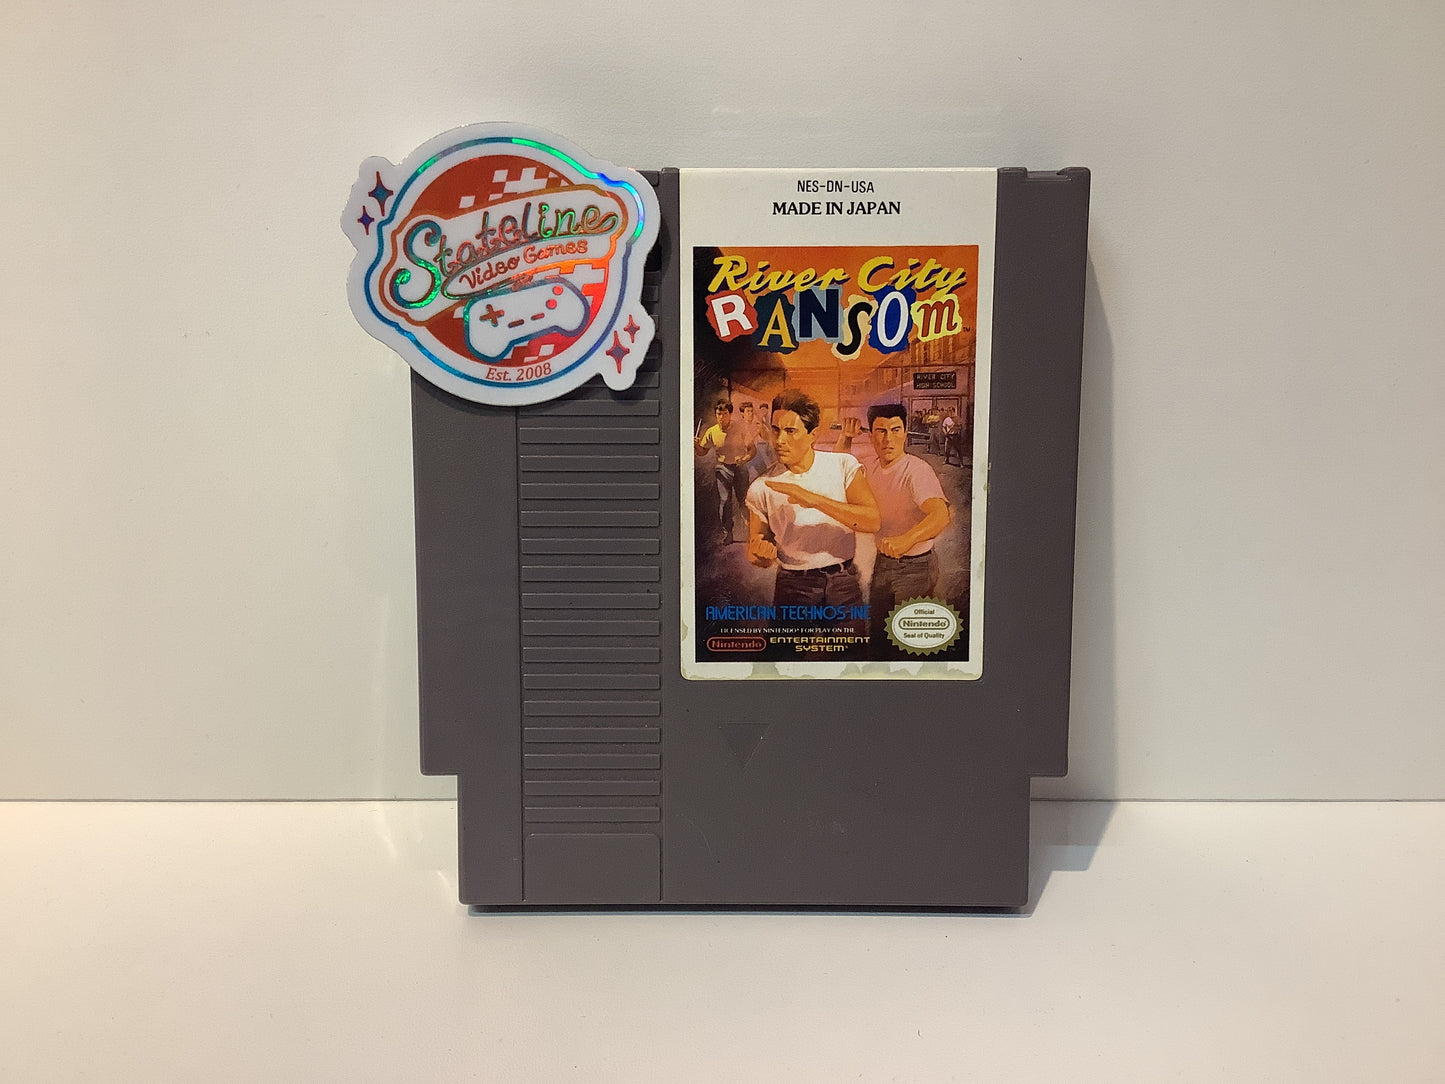 Stateline
Video Games
Est. 2008
NES-DN-USA
MADE IN JAPAN
River City
RANSOM
TM
RIVER CITY
HIGH SCHOOL
AMERICAN TECHNOS INC
LICENSED BY NINTENDO® FOR PLAY ON THE
Nintendo ENTERTAINMENT
SYSTEM®
Official
Nintendo
Seal of Quality